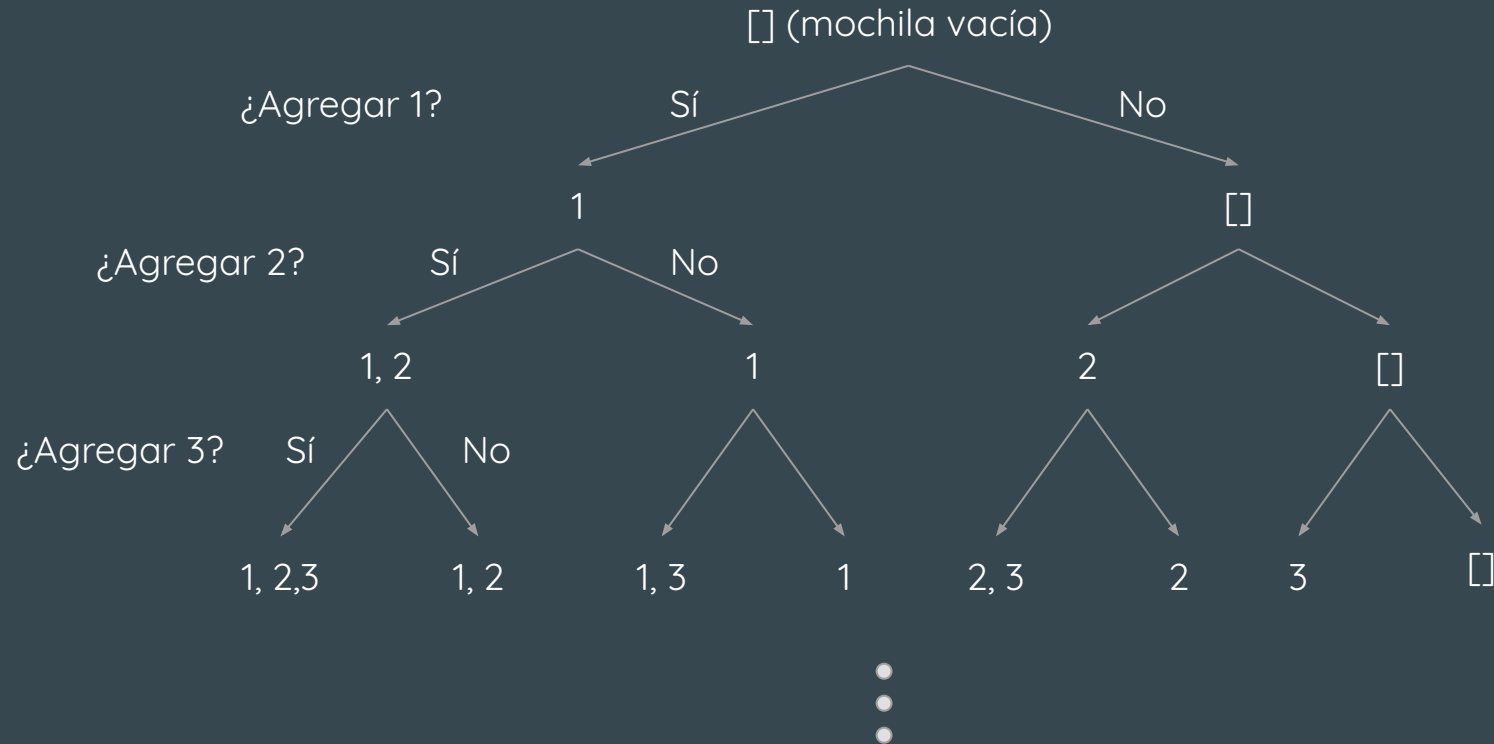 [] (mochila vacía)
¿Agregar 1? Sí No
1 []
¿Agregar 2? Sí No
1, 2 1 2 []
¿Agregar 3? Sí No
1, 2,3 1, 2 1, 3 1 2, 3 2 3 []